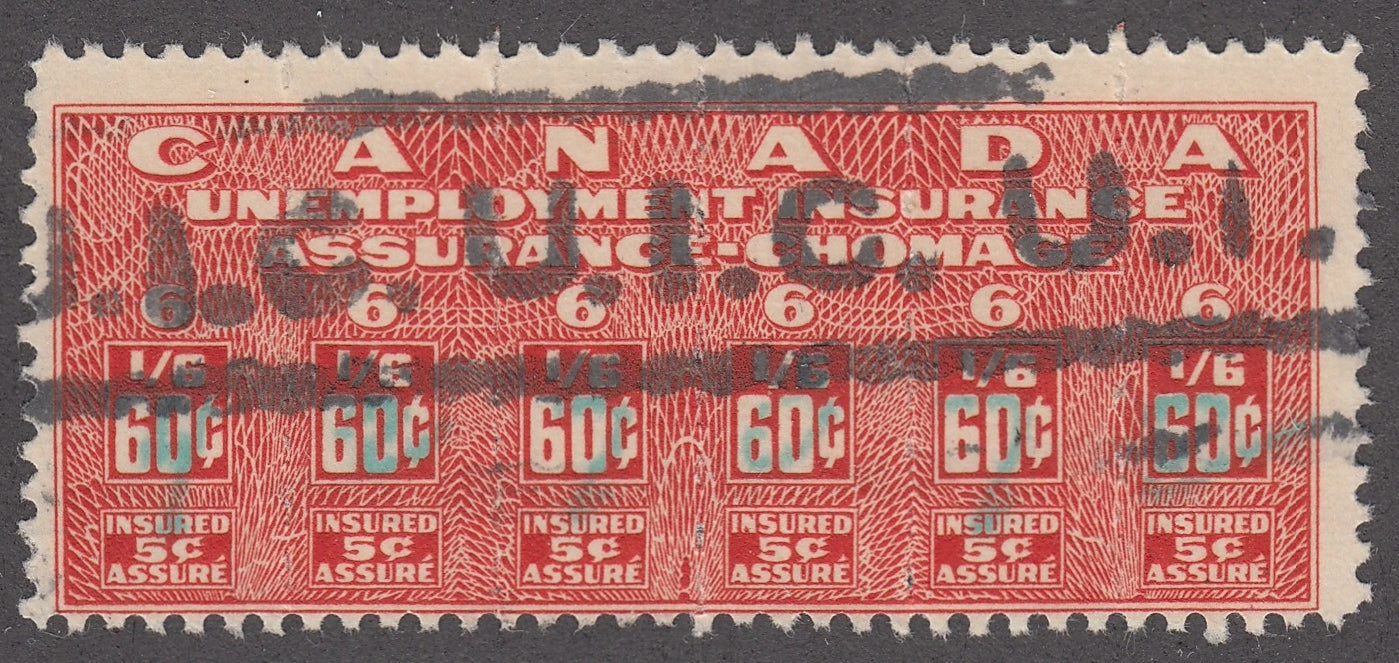 CANADA
UNEMPLOYMENT INSURANCE
ASSURANCE-CHOMAGE
U.I.C. U.I.C. U.I.
6 6 6 6 6 6
1/6 1/6 1/6 1/6 1/6 1/6
60¢ 60¢ 60¢ 60¢ 60¢ 60¢
INSURED INSURED INSURED INSURED INSURED INSURED
5¢ 5¢ 5¢ 5¢ 5¢ 5¢
ASSURÉ ASSURÉ ASSURÉ ASSURÉ ASSURÉ ASSURÉ